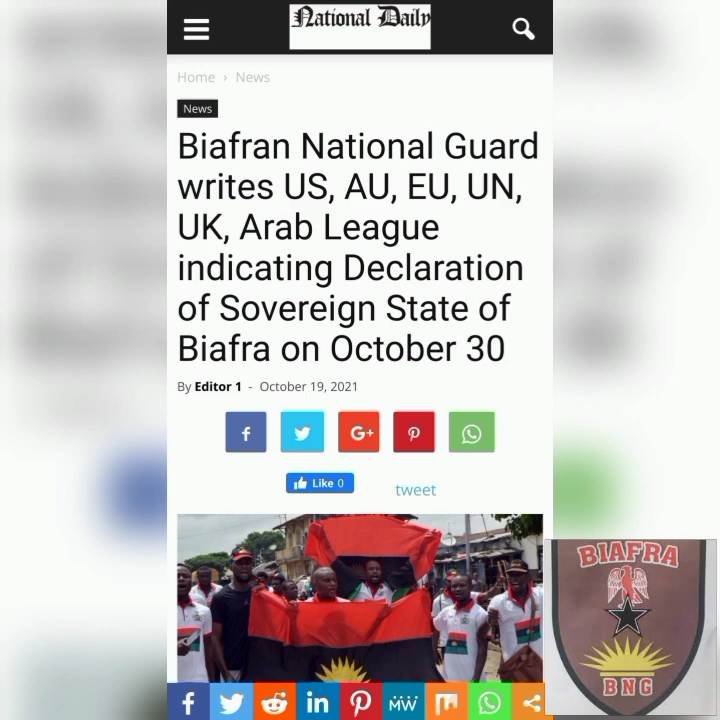 National Daily
Home › News
News
Biafran National Guard
writes US, AU, EU, UN,
UK, Arab League
indicating Declaration
of Sovereign State of
Biafra on October 30
By Editor 1 - October 19, 2021
Like 0
tweet
BIAFRA
BNG
MW